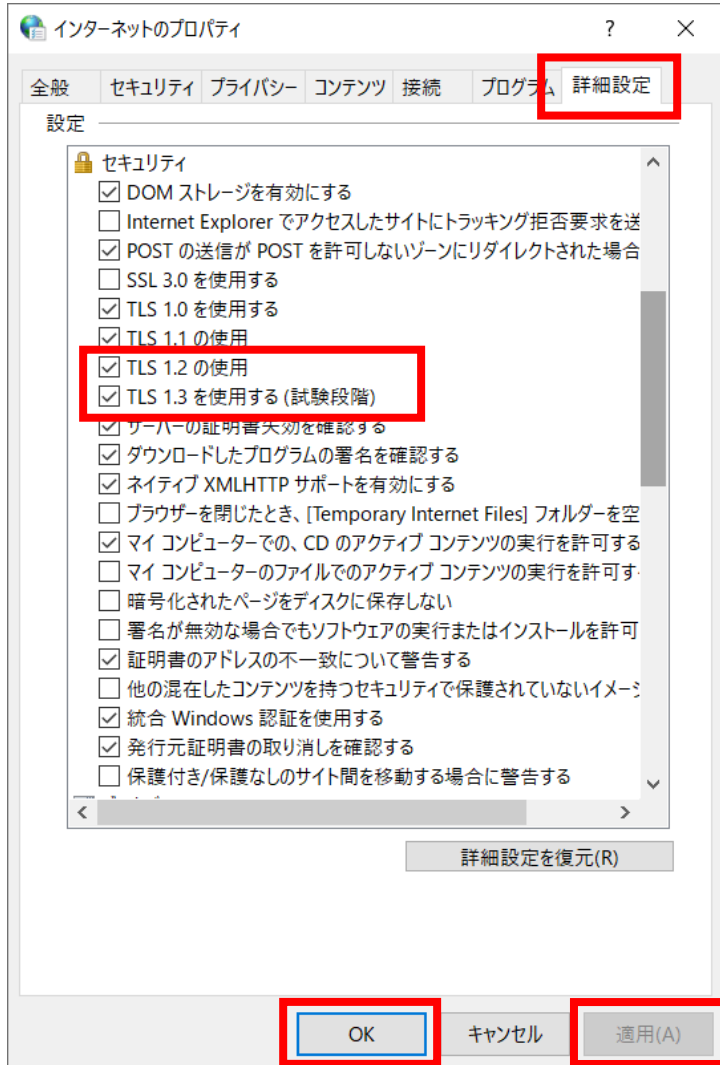 インターネットのプロパティ
?
全般 セキュリティ プライバシー コンテンツ 接続 プログラム 詳細設定
設定
セキュリティ
DOM ストレージを有効にする
Internet Explorer でアクセスしたサイトにトラッキング拒否要求を送
POST の送信が POST を許可しないゾーンにリダイレクトされた場合
SSL 3.0 を使用する
TLS 1.0 を使用する
TLS 1.1 の使用
TLS 1.2 の使用
TLS 1.3 を使用する (試験段階)
サーバーの証明書失効を確認する
ダウンロードしたプログラムの署名を確認する
ネイティブ XMLHTTP サポートを有効にする
ブラウザーを閉じたとき、[Temporary Internet Files] フォルダーを空
マイ コンピューターでの、CD のアクティブ コンテンツの実行を許可する
マイ コンピューターのファイルでのアクティブ コンテンツの実行を許可す
暗号化されたページをディスクに保存しない
署名が無効な場合でもソフトウェアの実行またはインストールを許可
証明書のアドレスの不一致について警告する
他の混在したコンテンツを持つセキュリティで保護されていないイメージ
統合 Windows 認証を使用する
発行元証明書の取り消しを確認する
保護付き/保護なしのサイト間を移動する場合に警告する
詳細設定を復元(R)
OK キャンセル 適用(A)